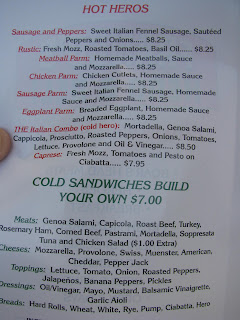 HOT HEROS
Sausage and Peppers: Sweet Italian Fennel Sausage, Sautéed
Peppers and Onions..... $8.25
Rustic: Fresh Mozz, Roasted Tomatoes, Basil Oil..... $8.25
Meatball Parm: Homemade Meatballs, Sauce
and Mozzarella..... $8.25
Chicken Parm: Chicken Cutlets, Homemade Sauce
and Mozzarella..... $8.25
Sausage Parm: Sweet Italian Fennel Sausage, Homemade
Sauce and Mozzarella..... $8.25
Eggplant Parm: Breaded Eggplant, Homemade Sauce
and Mozzarella..... $8.25
THE Italian Combo (cold hero): Mortadella, Genoa Salami,
Cappicola, Prosciutto, Roasted Peppers, Onions, Tomatoes,
Lettuce, Provolone and Oil & Vinegar..... $8.50
Caprese: Fresh Mozz, Tomatoes and Pesto on
Ciabatta..... $7.95
COLD SANDWICHES BUILD
YOUR OWN $7.00
Meats: Genoa Salami, Capicola, Roast Beef, Turkey,
Rosemary Ham, Corned Beef, Pastrami, Mortadella, Soppresata
Tuna and Chicken Salad ($1.00 Extra)
Cheeses: Mozzarella, Provolone, Swiss, Muenster, American,
Cheddar, Pepper Jack
Toppings: Lettuce, Tomato, Onion, Roasted Peppers,
Jalapeños, Banana Peppers, Pickles
Dressings: Oil/Vinegar, Mayo, Mustard, Balsamic Vinaigrette,
Garlic Aioli
Breads: Hard Rolls, Wheat, White, Rye, Pump, Ciabatta, Hero